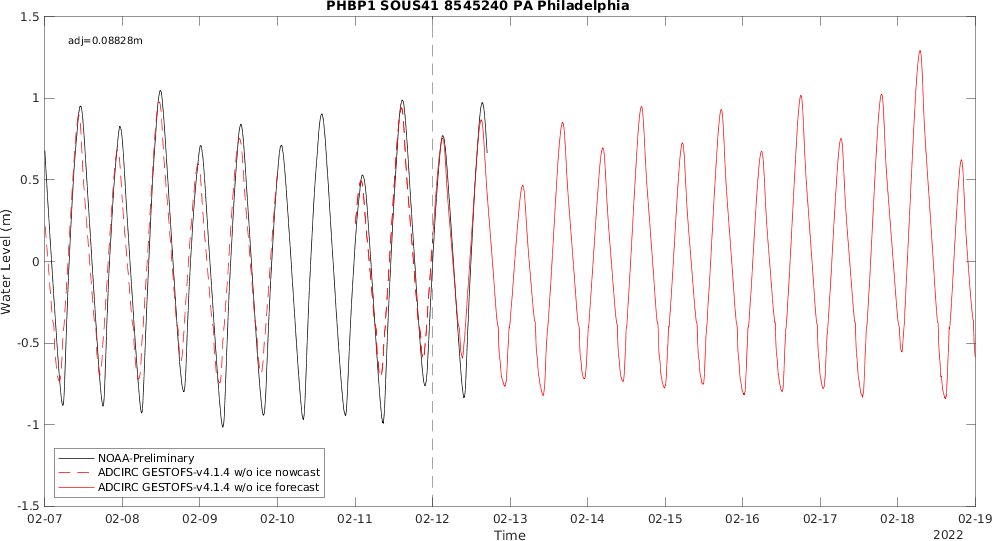 PHBP1 SOUS41 8545240 PA Philadelphia
adj=0.08828m
1.5
1
0.5
0
-0.5
-1
-1.5
Water Level (m)
NOAA-Preliminary
ADCIRC GESTOFS-v4.1.4 w/o ice nowcast
ADCIRC GESTOFS-v4.1.4 w/o ice forecast
02-07 02-08 02-09 02-10 02-11 02-12 02-13 02-14 02-15 02-16 02-17 02-18 02-19
Time
2022